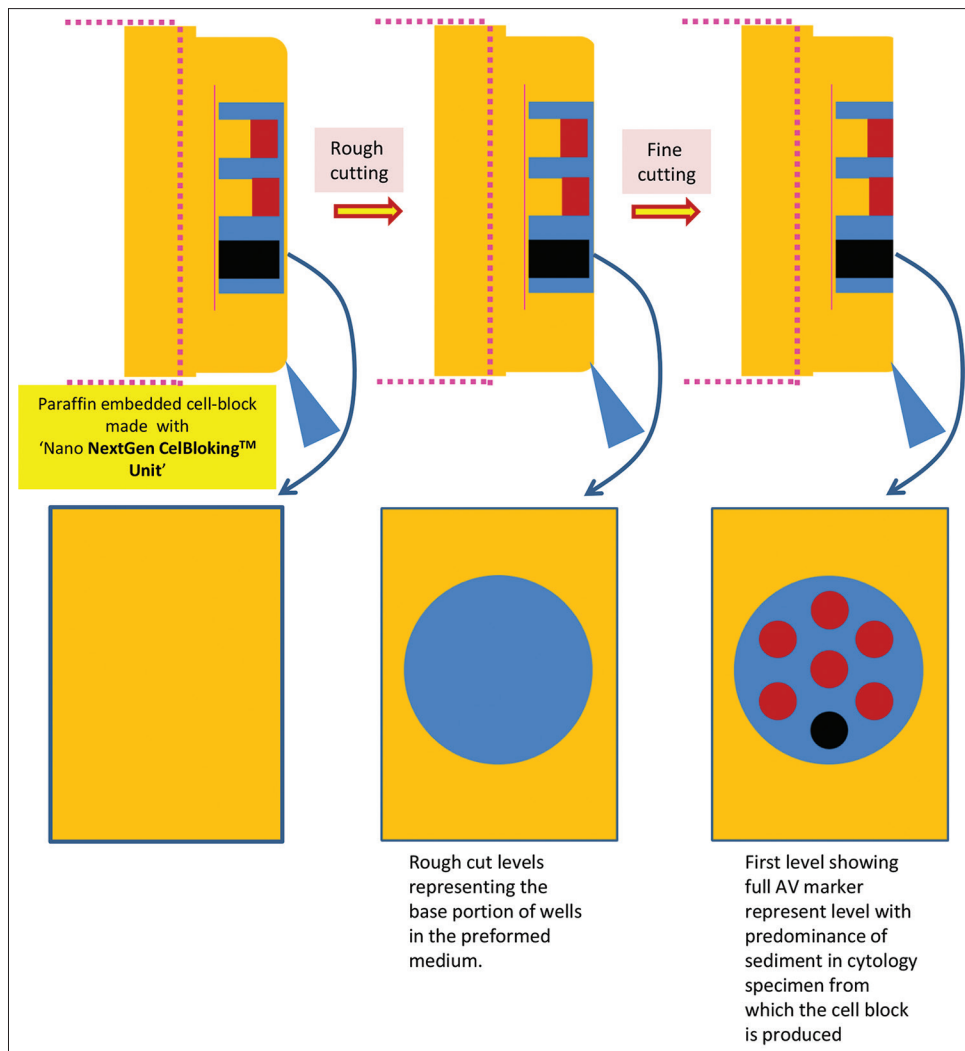 Rough
cutting
Fine
cutting
Paraffin embedded cell-block
made with
‘Nano NextGen CelBloking™
Unit’
Rough cut levels
representing the
base portion of wells
in the preformed
medium.
First level showing
full AV marker
represent level with
predominance of
sediment in cytology
specimen from
which the cell block
is produced